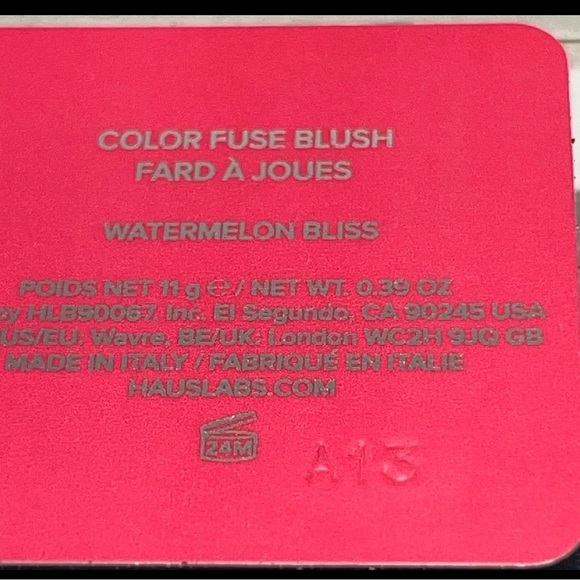 COLOR FUSE BLUSH
FARD À JOUES
WATERMELON BLISS
POIDS NET 11 g ℮ / NET WT. 0.39 OZ
by HLB90067, Inc. El Segundo, CA 90245 USA
US/EU: Wavre, BE/UK: London WC2H 9JQ GB
MADE IN ITALY / FABRIQUÉ EN ITALIE
HAUSLABS.COM
24M
A13